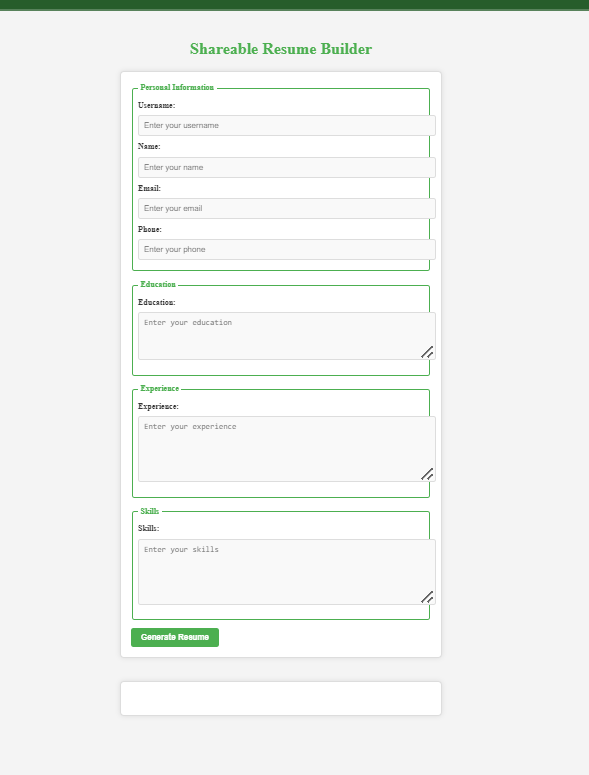 Shareable Resume Builder
Personal Information
Username:
Enter your username
Name:
Enter your name
Email:
Enter your email
Phone:
Enter your phone
Education
Education:
Enter your education
Experience
Experience:
Enter your experience
Skills
Skills:
Enter your skills
Generate Resume